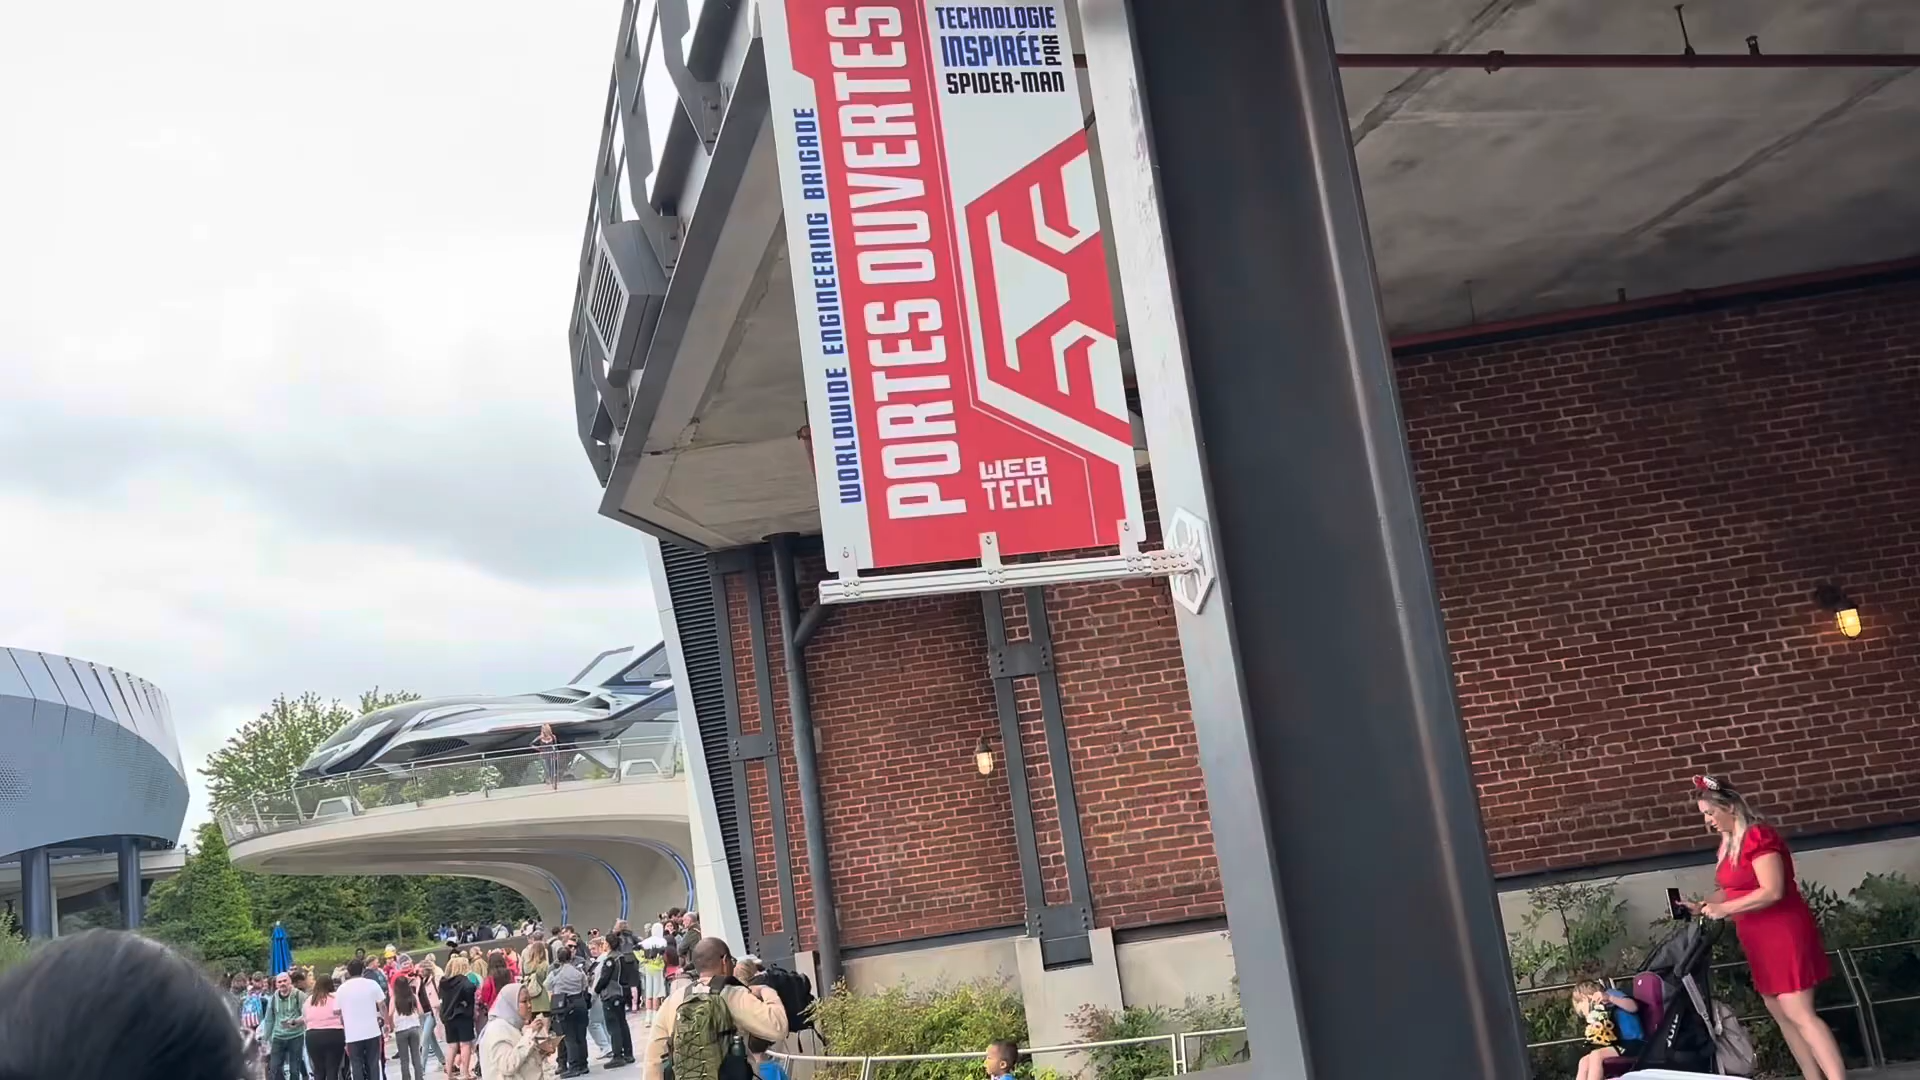 WORLDWIDE ENGINEERING BRIGADE
PORTES OUVERTES
TECHNOLOGIE
INSPIRÉE PAR
SPIDER-MAN
WEB
TECH